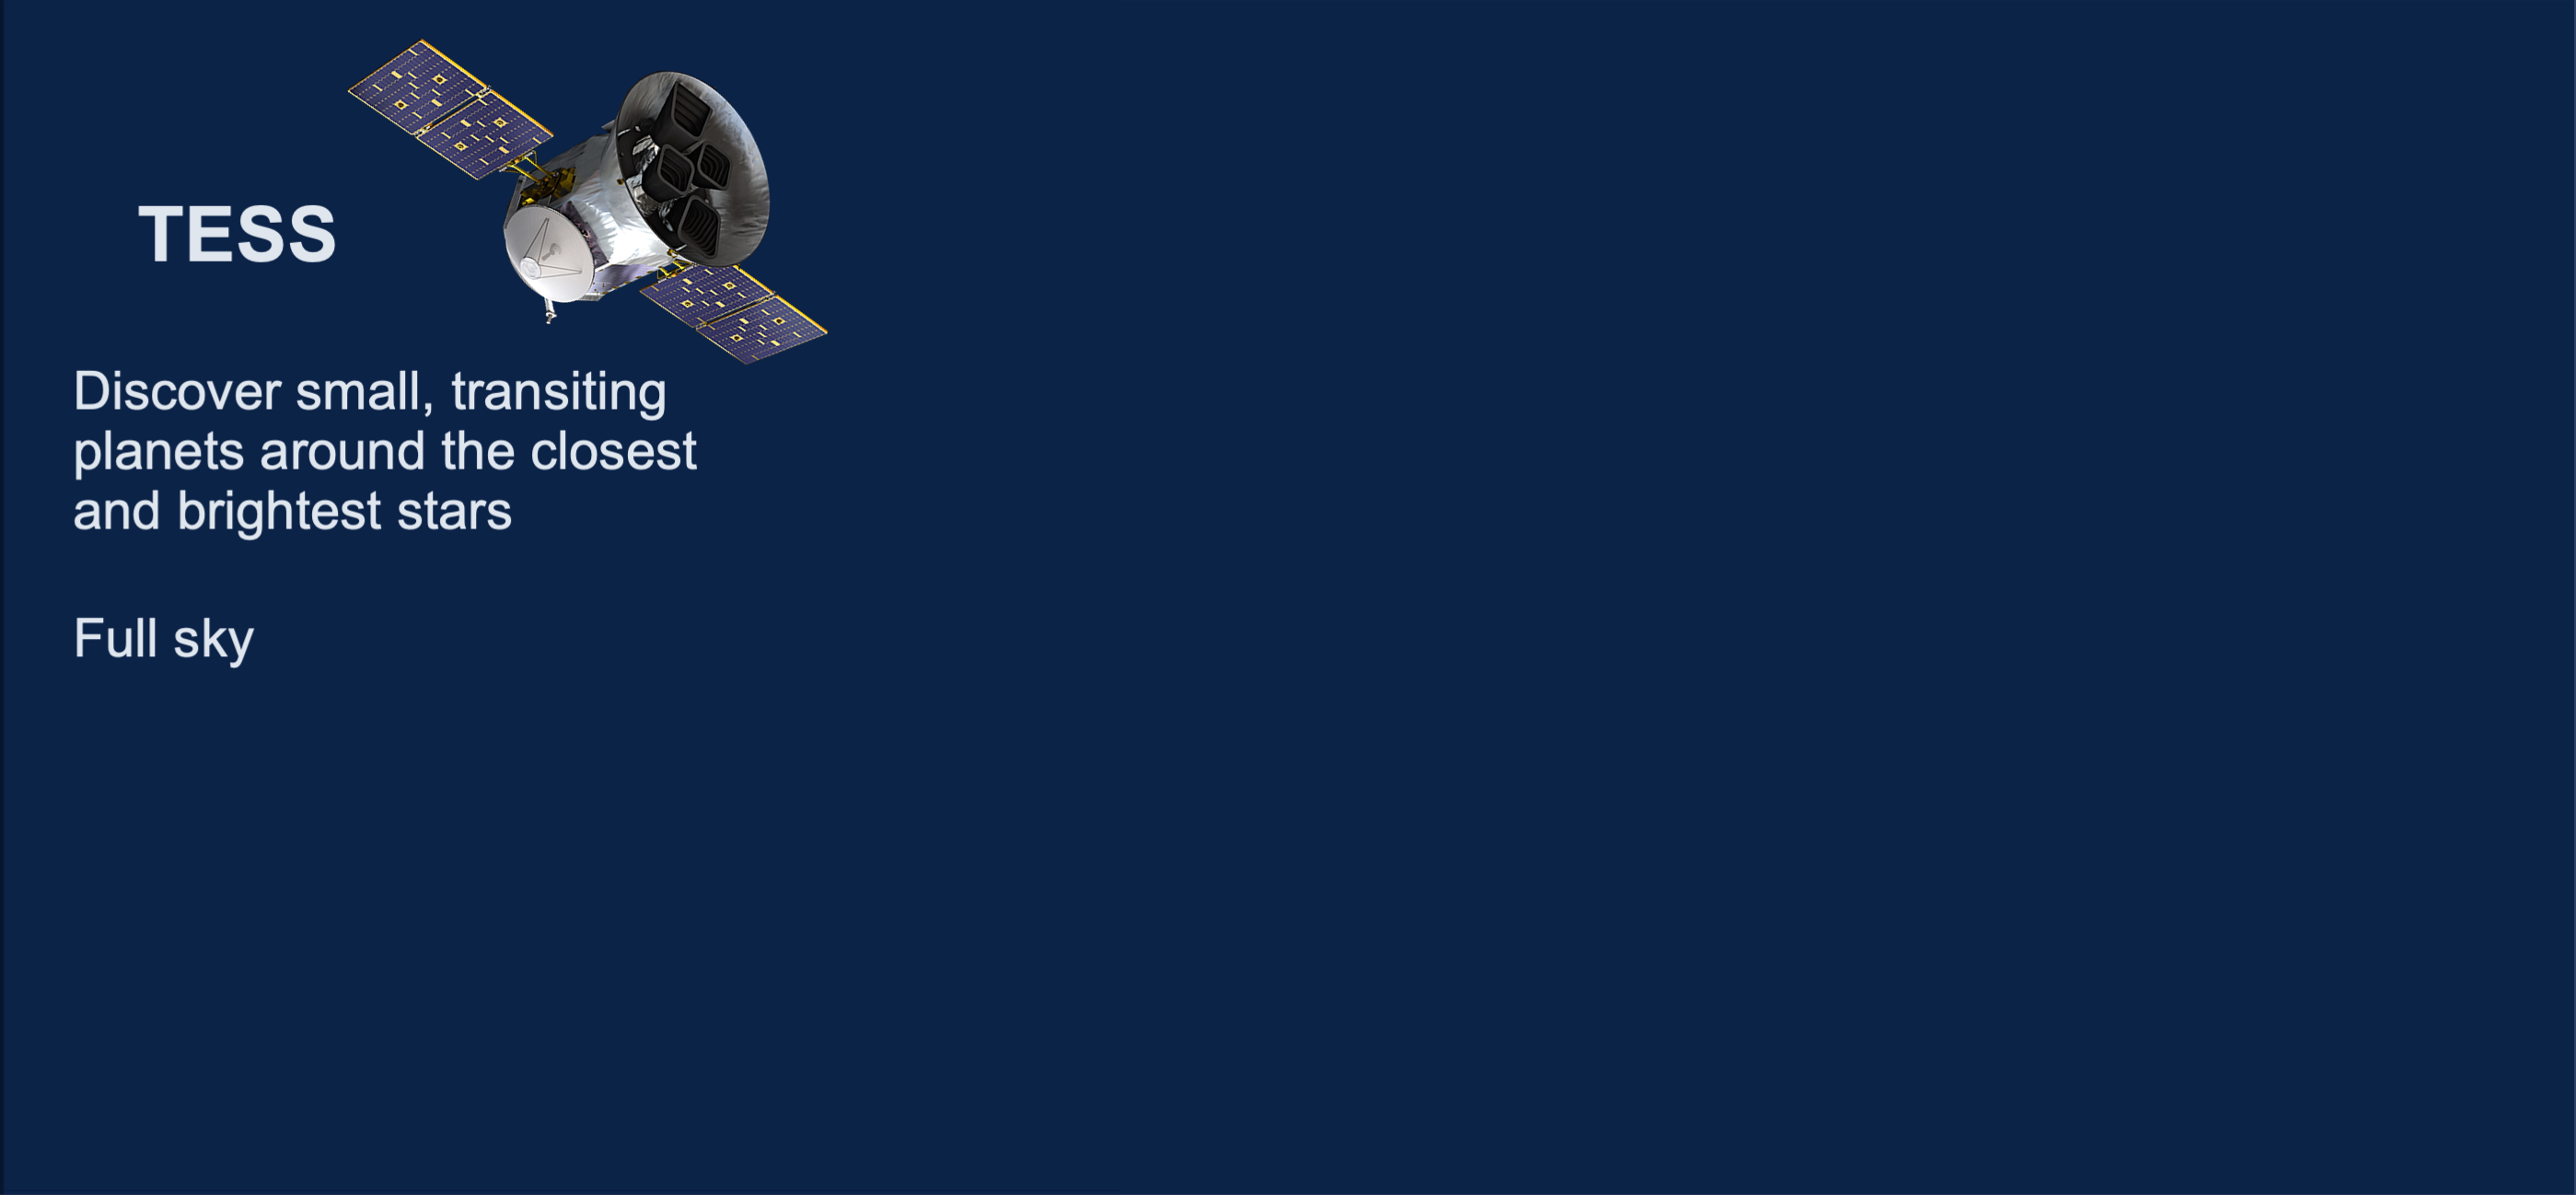 TESS
Discover small, transiting
planets around the closest
and brightest stars
Full sky